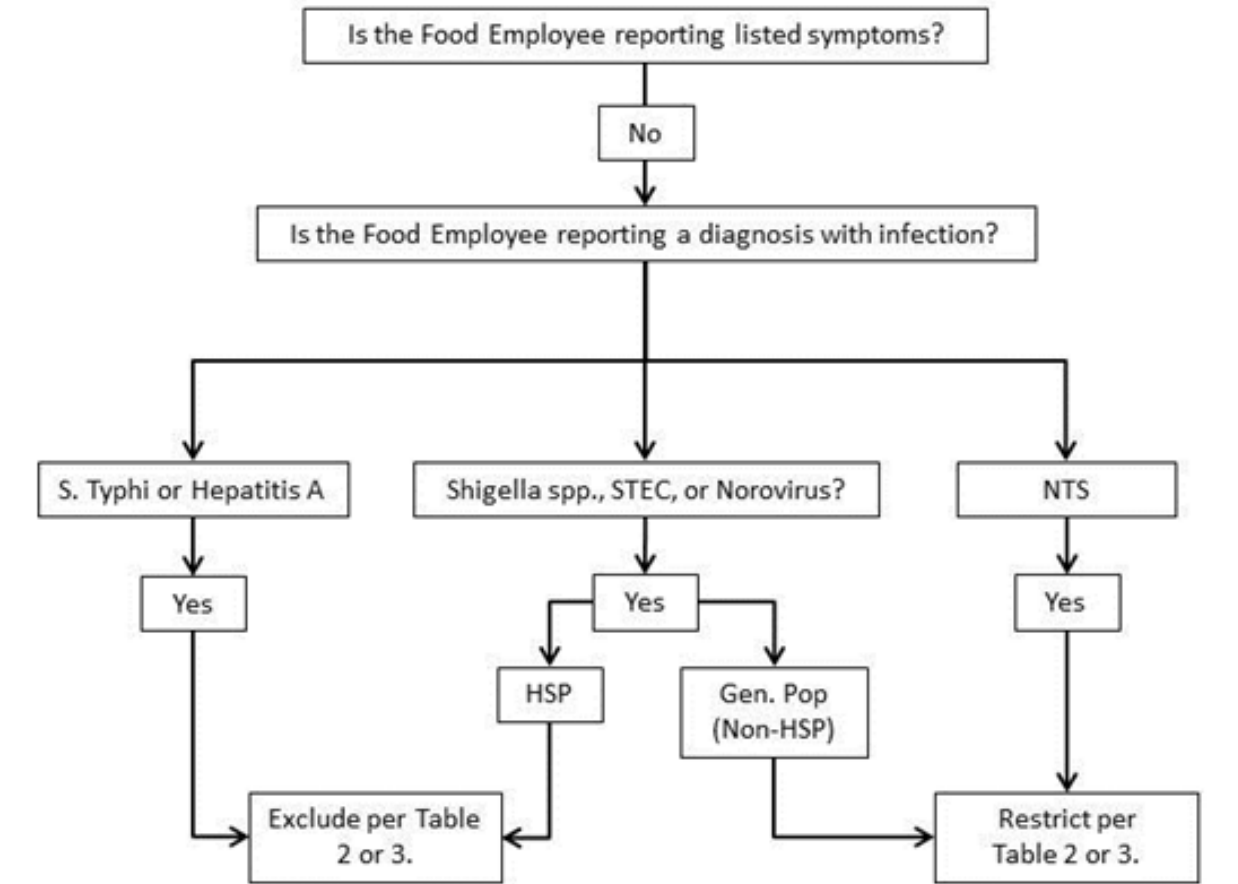 Is the Food Employee reporting listed symptoms?
No
Is the Food Employee reporting a diagnosis with infection?
S. Typhi or Hepatitis A
Shigella spp., STEC, or Norovirus?
NTS
Yes
Yes
Yes
HSP
Gen. Pop
(Non-HSP)
Exclude per Table
2 or 3.
Restrict per
Table 2 or 3.